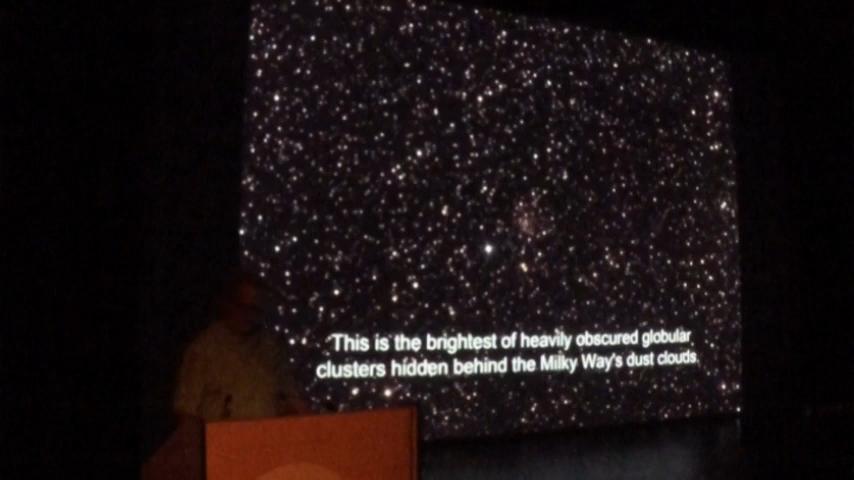 This is the brightest of heavily obscured globular
clusters hidden behind the Milky Way's dust clouds.